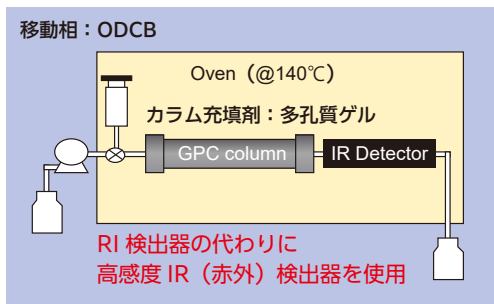 移動相：ODCB
Oven（@140℃）
カラム充填剤：多孔質ゲル
GPC column
IR Detector
RI 検出器の代わりに
高感度 IR（赤外）検出器を使用